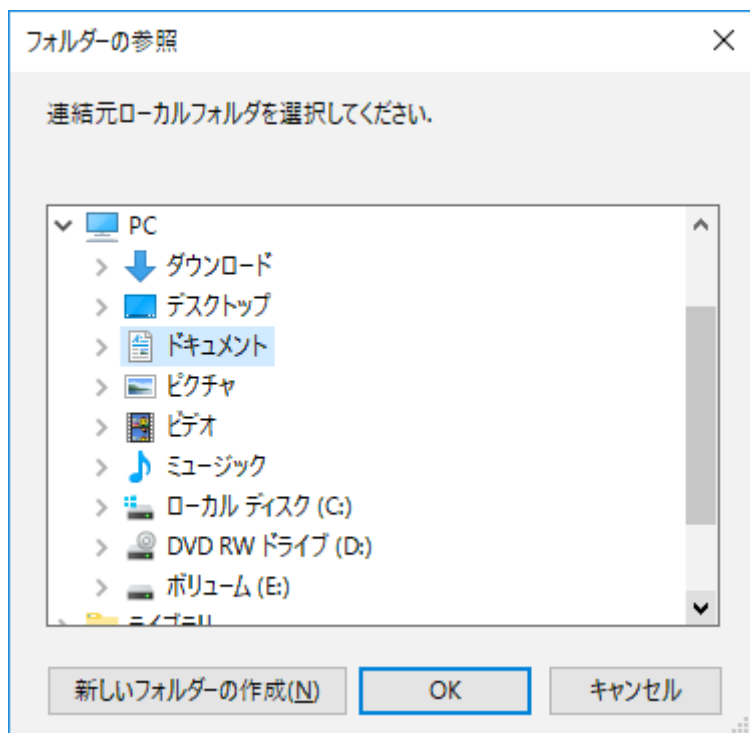 フォルダーの参照
連結元ローカルフォルダを選択してください.
PC
ダウンロード
デスクトップ
ドキュメント
ピクチャ
ビデオ
ミュージック
ローカル ディスク (C:)
DVD RW ドライブ (D:)
ボリューム (E:)
ライブラリ
新しいフォルダーの作成(N)
OK
キャンセル